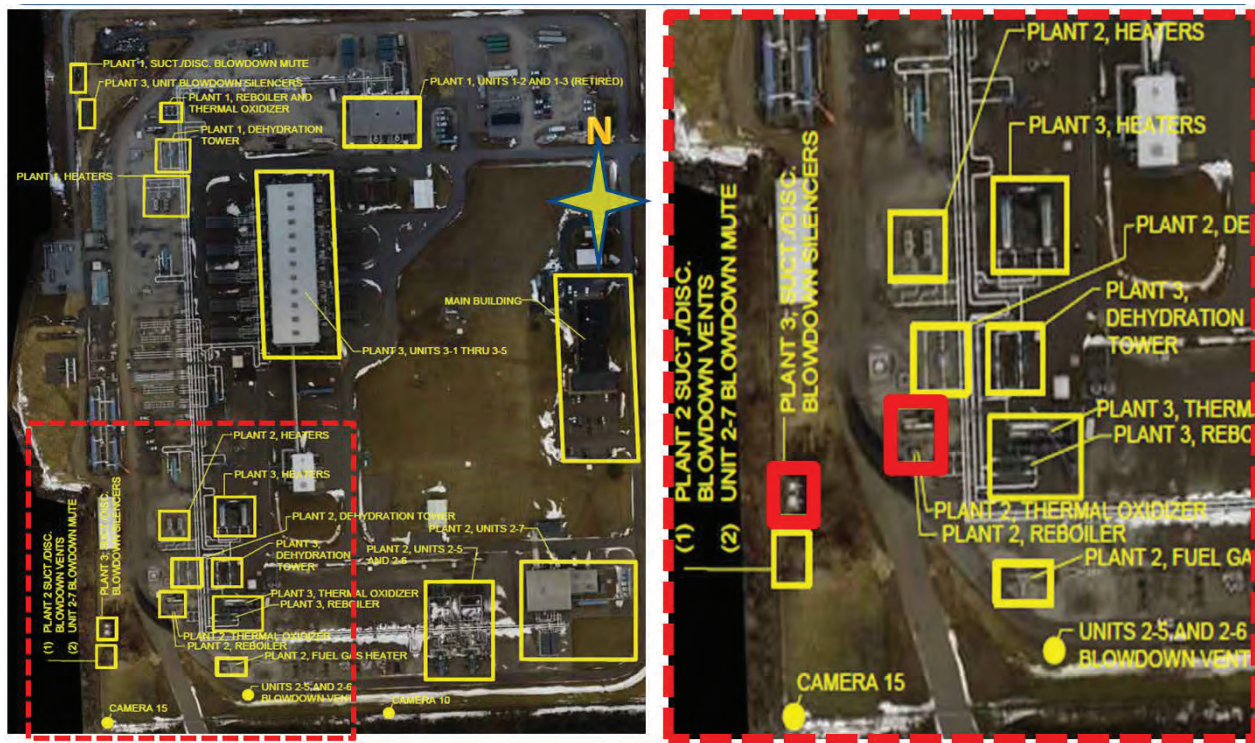 PLANT 1, SUCT./DISC. BLOWDOWN MUTE
PLANT 3, UNIT BLOWDOWN SILENCERS
PLANT 1, REBOILER AND
THERMAL OXIDIZER
PLANT 1, DEHYDRATION
TOWER
PLANT 1, HEATERS
PLANT 1, UNITS 1-2 AND 1-3 (RETIRED)
N
MAIN BUILDING
PLANT 3, UNITS 3-1 THRU 3-5
PLANT 2, HEATERS
PLANT 3, HEATERS
PLANT 2, DEHYDRATION TOWER
PLANT 2, UNITS 2-7
PLANT 3,
DEHYDRATION
TOWER
PLANT 2, UNITS 2-5
AND 2-6
PLANT 3, THERMAL OXIDIZER
PLANT 3, REBOILER
PLANT 2, THERMAL OXIDIZER
PLANT 2, REBOILER
PLANT 2, FUEL GAS HEATER
UNITS 2-5 AND 2-6
BLOWDOWN VENT
CAMERA 15
CAMERA 10
(1) PLANT 2 SUCT./DISC.
BLOWDOWN VENTS
(2) UNIT 2-7 BLOWDOWN MUTE
PLANT 3, SUCT./DISC.
BLOWDOWN SILENCERS
PLANT 2, HEATERS
PLANT 3, HEATERS
PLANT 2, DE
PLANT 3,
DEHYDRATION
TOWER
PLANT 3, THERMA
PLANT 3, REBO
PLANT 2, THERMAL OXIDIZER
PLANT 2, REBOILER
PLANT 2, FUEL GA
UNITS 2-5 AND 2-6
BLOWDOWN VENT
CAMERA 15
(1) PLANT 2 SUCT./DISC.
BLOWDOWN VENTS
(2) UNIT 2-7 BLOWDOWN MUTE
PLANT 3, SUCT./DISC.
BLOWDOWN SILENCERS